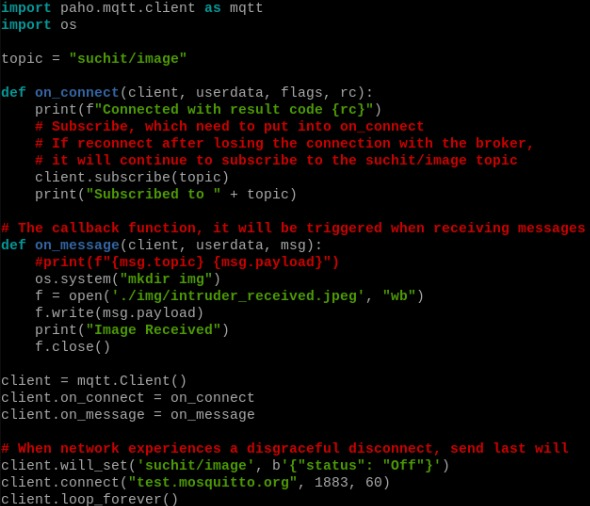 import paho.mqtt.client as mqtt
import os

topic = "suchit/image"

def on_connect(client, userdata, flags, rc):
    print(f"Connected with result code {rc}")
    # Subscribe, which need to put into on_connect
    # If reconnect after losing the connection with the broker,
    # it will continue to subscribe to the suchit/image topic
    client.subscribe(topic)
    print("Subscribed to " + topic)

# The callback function, it will be triggered when receiving messages
def on_message(client, userdata, msg):
    #print(f"{msg.topic} {msg.payload}")
    os.system("mkdir img")
    f = open('./img/intruder_received.jpeg', "wb")
    f.write(msg.payload)
    print("Image Received")
    f.close()

client = mqtt.Client()
client.on_connect = on_connect
client.on_message = on_message

# When network experiences a disgraceful disconnect, send last will
client.will_set('suchit/image', b'{"status": "Off"}')
client.connect("test.mosquitto.org", 1883, 60)
client.loop_forever()